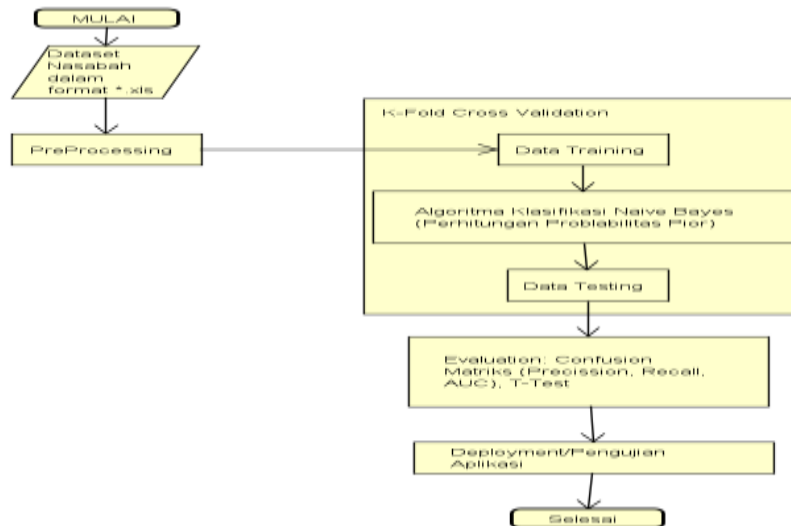 MULAI
Dataset
Nasabah
dalam
format *.xls
PreProcessing
K-Fold Cross Validation
Data Training
Algoritma Klasifikasi Naive Bayes
(Perhitungan Problabilitas Pior)
Data Testing
Evaluation: Confusion
Matriks (Precission, Recall,
AUC), T-Test
Deployment/Pengujian
Aplikasi
Selesai